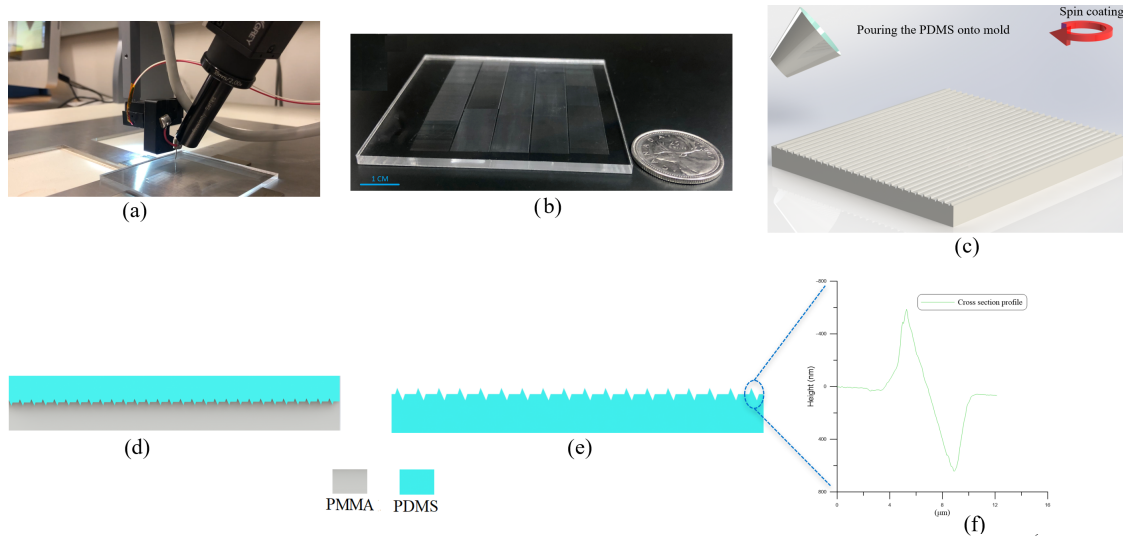 Spin coating
Pouring the PDMS onto mold
1 CM
(a)
(b)
(c)
-800
Cross section profile
-400
Height (nm)
0
400
800
0
4
8
12
16
(μm)
(d)
(e)
(f)
PMMA
PDMS